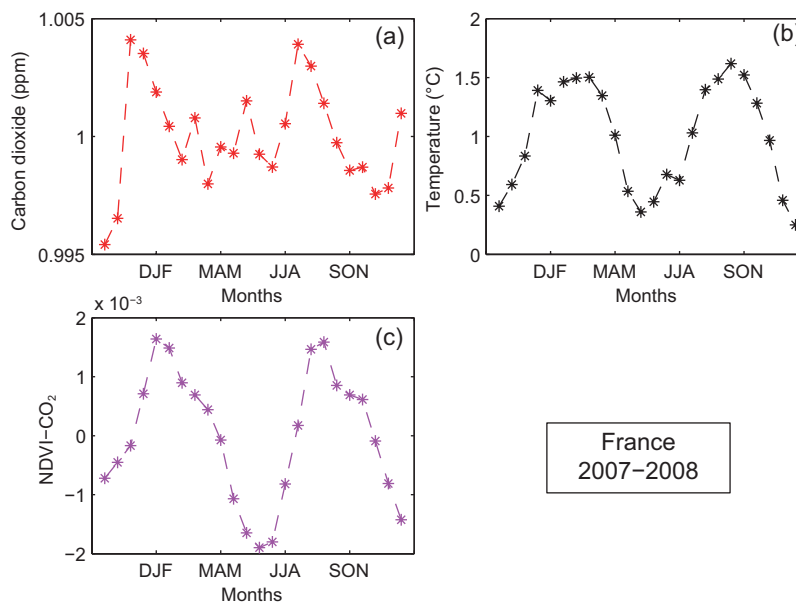 1.005
(a)
1
0.995
Carbon dioxide (ppm)
DJF MAM JJA SON
Months
(b)
2
1.5
1
0.5
0
Temperature (°C)
DJF MAM JJA SON
Months
x 10⁻³
(c)
2
1
0
−1
−2
NDVI−CO₂
DJF MAM JJA SON
Months
France
2007−2008